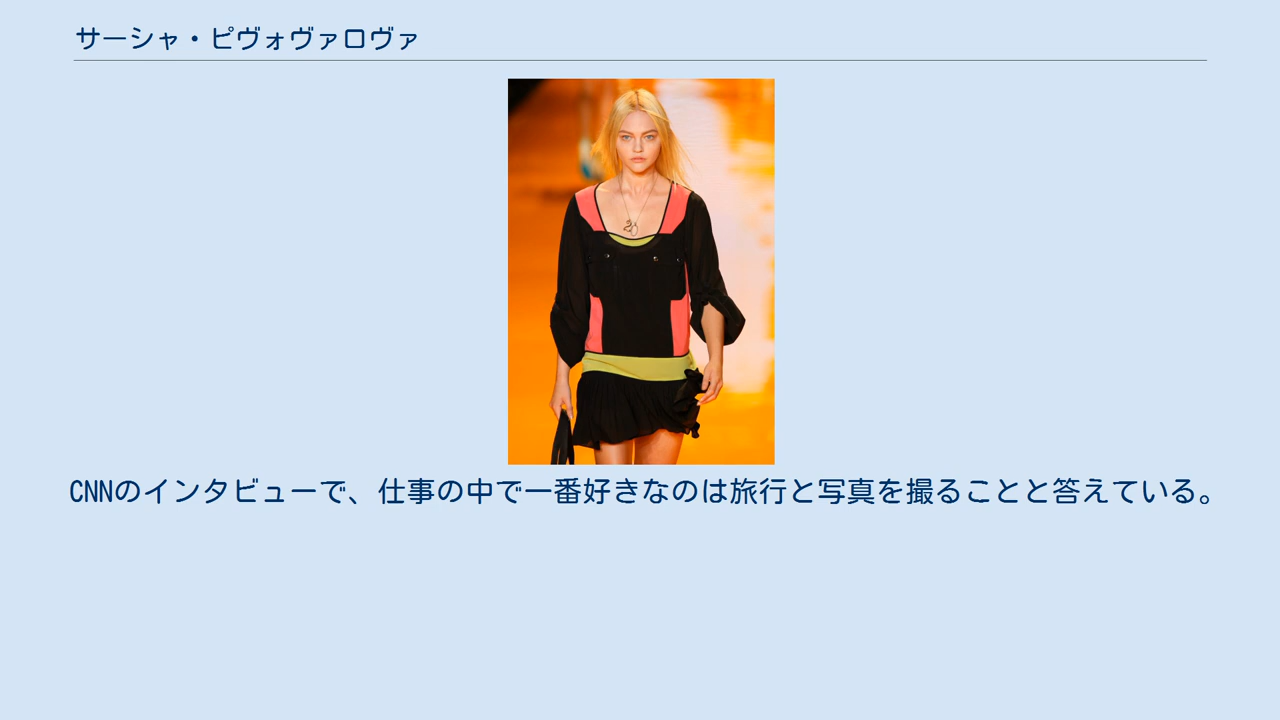 サーシャ・ピヴォヴァロヴァ
CNNのインタビューで、仕事の中で一番好きなのは旅行と写真を撮ることと答えている。